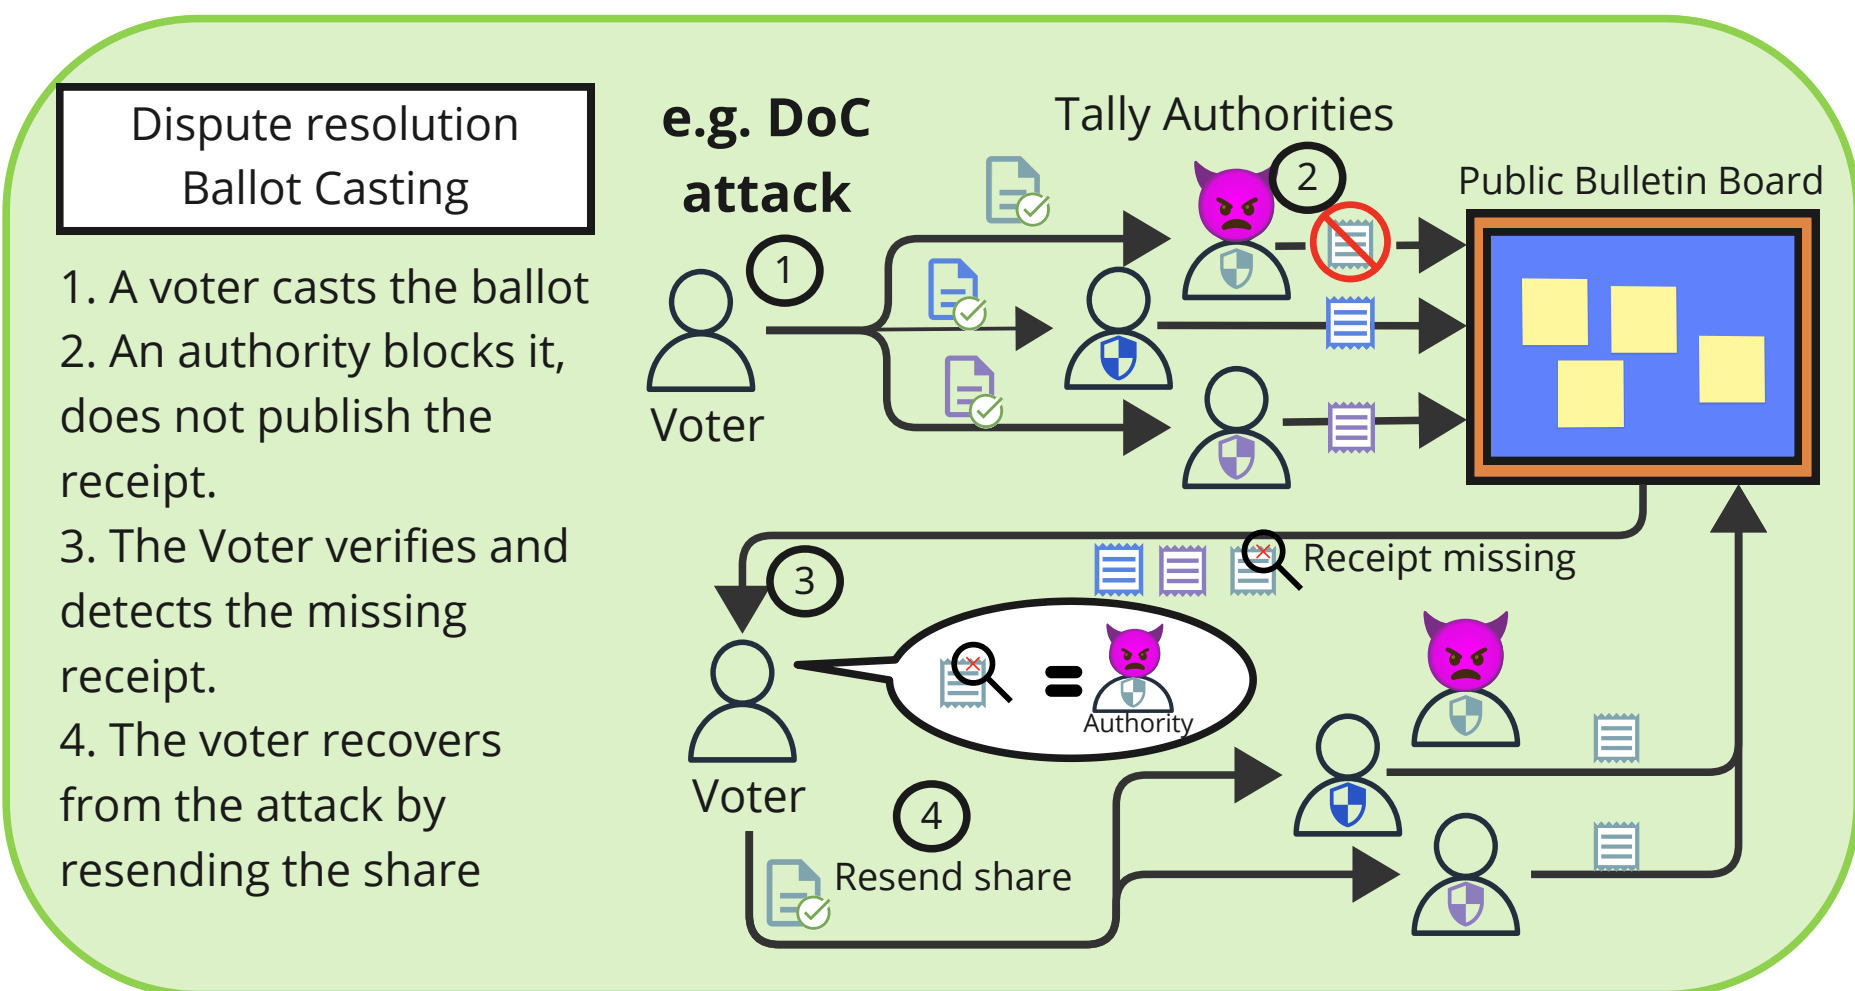 Dispute resolution
Ballot Casting
1. A voter casts the ballot
2. An authority blocks it,
does not publish the
receipt.
3. The Voter verifies and
detects the missing
receipt.
4. The voter recovers
from the attack by
resending the share
e.g. DoC
attack
Tally Authorities
Public Bulletin Board
1
2
Voter
3
Receipt missing
Authority
Voter
4
Resend share